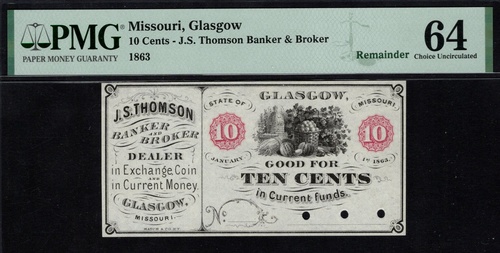 PMG
PAPER MONEY GUARANTY
Missouri, Glasgow
10 Cents - J.S. Thomson Banker & Broker
1863
Remainder
64
Choice Uncirculated
J.S. THOMSON
BANKER
AND
BROKER
DEALER
in Exchange, Coin
AND
in Current Money.
GLASGOW,
MISSOURI.
STATE OF
GLASGOW,
MISSOURI.
10
10
JANUARY
1st 1863.
GOOD FOR
TEN CENTS
in Current funds.
No.